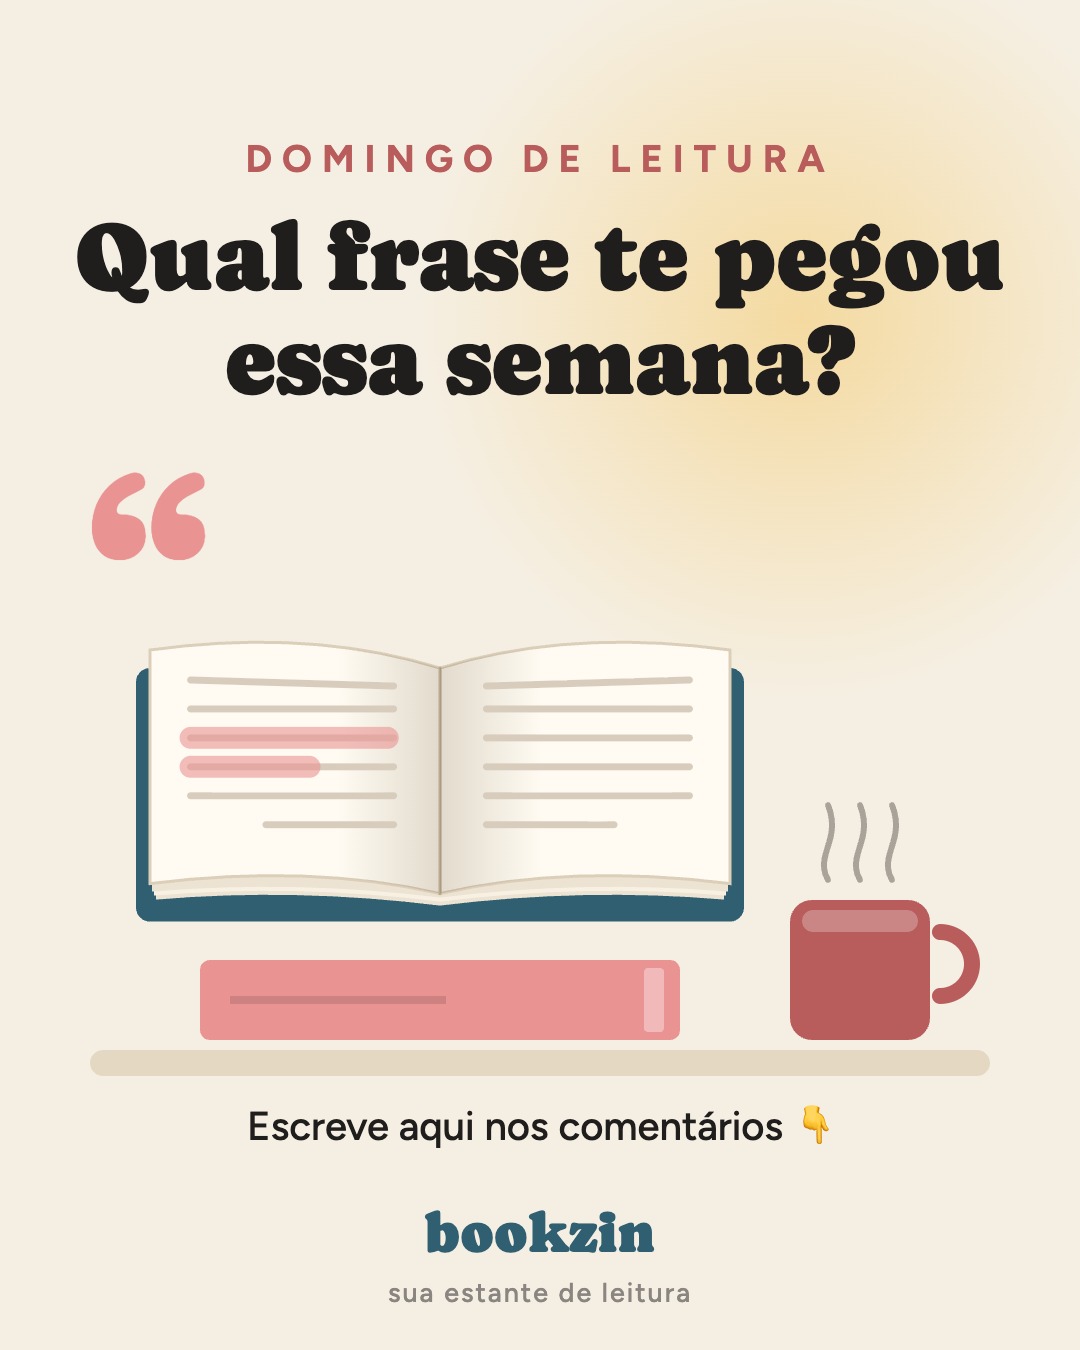 DOMINGO DE LEITURA
Qual frase te pegou
essa semana?
“
Escreve aqui nos comentários 👇
bookzin
sua estante de leitura